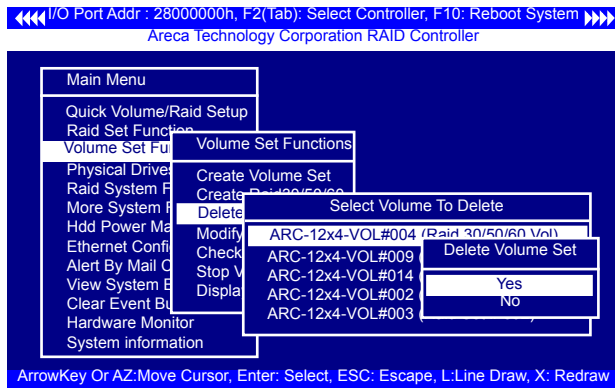 I/O Port Addr : 28000000h, F2(Tab): Select Controller, F10: Reboot System
Areca Technology Corporation RAID Controller
Main Menu
Quick Volume/Raid Setup
Raid Set Function
Volume Set Fu
Physical Drive
Raid System F
More System F
Hdd Power Ma
Ethernet Confi
Alert By Mail C
View System E
Clear Event Bu
Hardware Monitor
System information
Volume Set Functions
Create Volume Set
Create Raid30/50/60
Delete
Modify
Check
Stop V
Displa
Select Volume To Delete
ARC-12x4-VOL#004 (Raid 30/50/60 Vol)
ARC-12x4-VOL#009 (
ARC-12x4-VOL#014 (
ARC-12x4-VOL#002 (
ARC-12x4-VOL#003 (
Delete Volume Set
Yes
No
ArrowKey Or AZ:Move Cursor, Enter: Select, ESC: Escape, L:Line Draw, X: Redraw